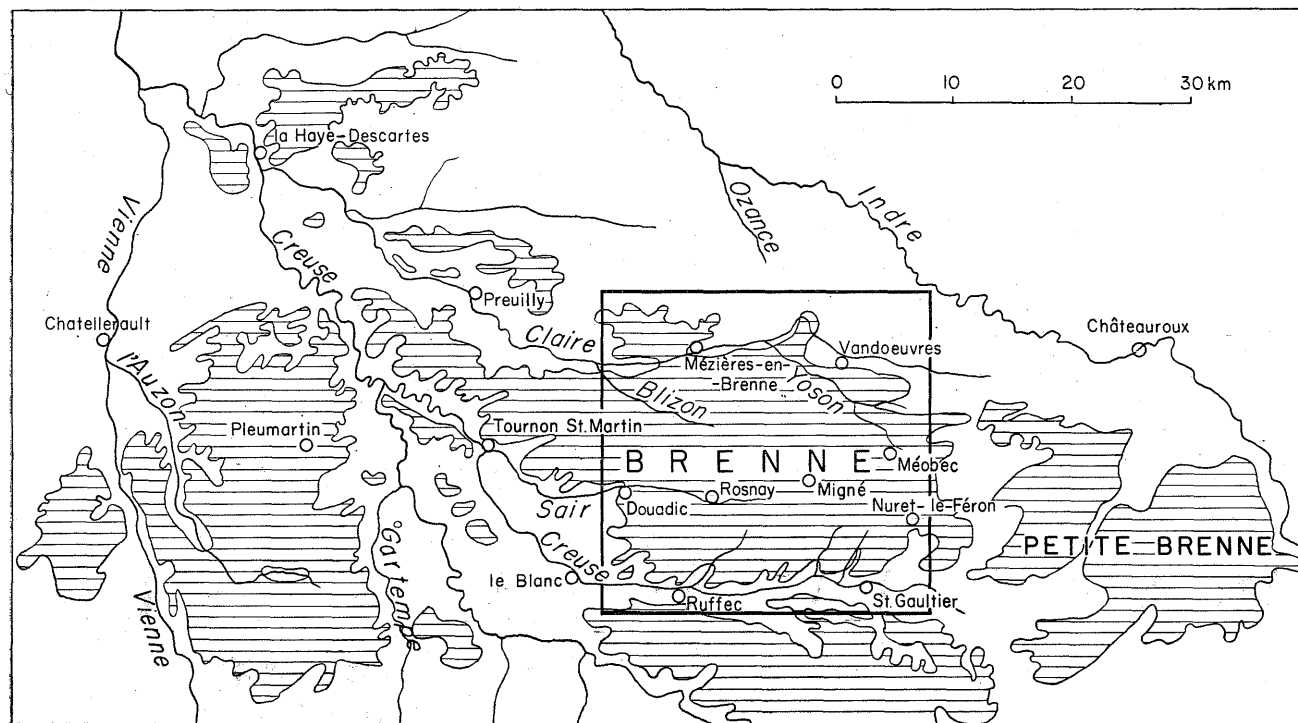 0 10 20 30 km
la Haye-Descartes
Vienne
Creuse
Ozance
Indre
Preuilly
Chatellerault
Claire
Châteauroux
Vandoeuvres
Mézières-en-
-Brenne
l'Auzon
Yoson
Blizon
Pleumartin
Tournon St. Martin
BRENNE
Méobec
Migné
Rosnay
Douadic
Sair
Nuret-le-Féron
PETITE BRENNE
Creuse
Gartempe
le Blanc
Ruffec
St. Gaultier
Vienne